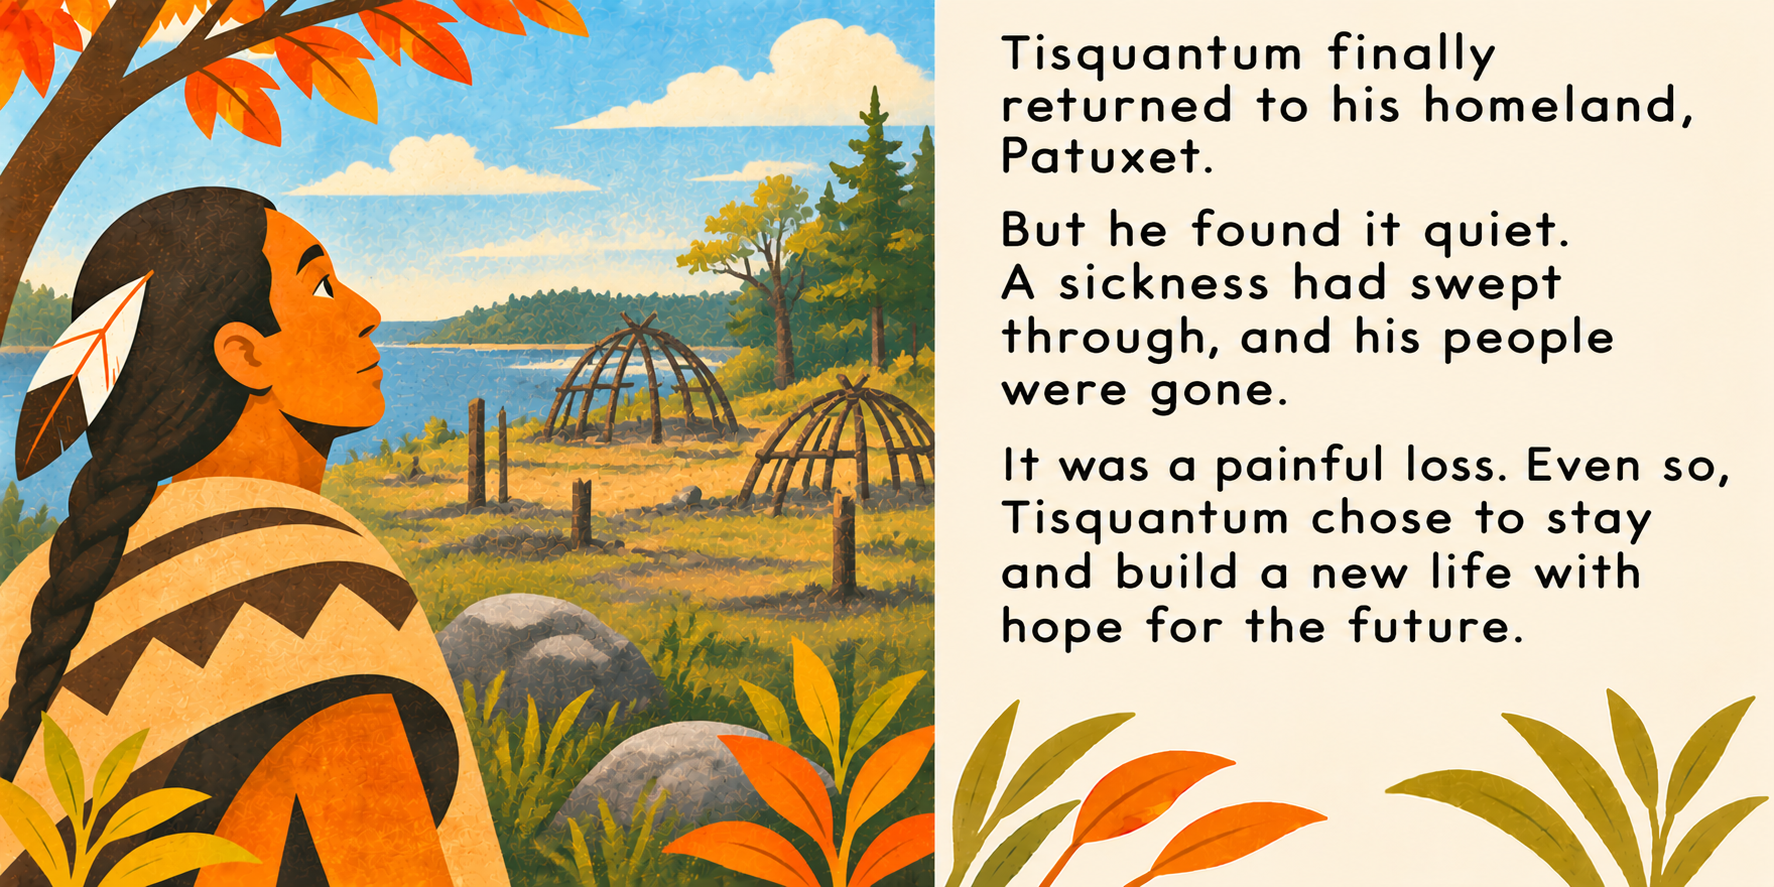 Tisquantum finally
returned to his homeland,
Patuxet.
But he found it quiet.
A sickness had swept
through, and his people
were gone.
It was a painful loss. Even so,
Tisquantum chose to stay
and build a new life with
hope for the future.